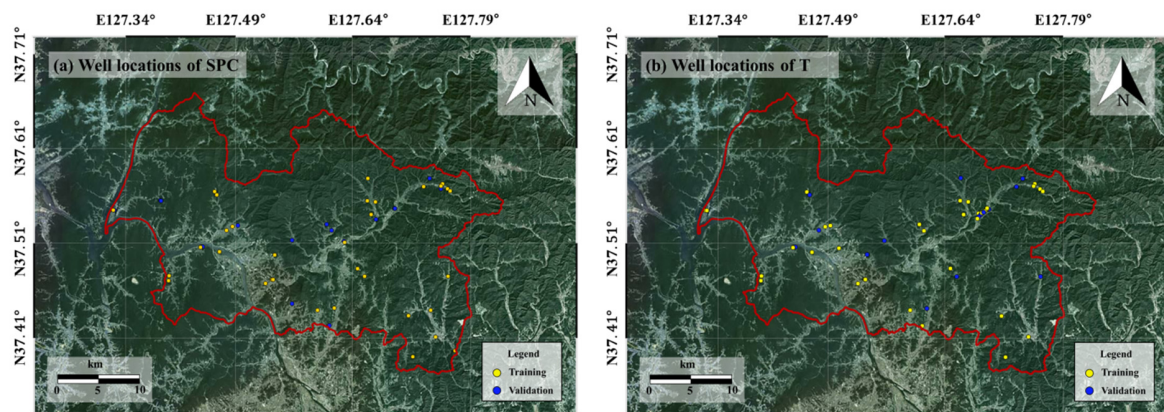 E127.34° E127.49° E127.64° E127.79°
N37.71°
N37.61°
N37.51°
N37.41°
(a) Well locations of SPC
N
km
0 5 10
Legend
Training
Validation
E127.34° E127.49° E127.64° E127.79°
N37.71°
N37.61°
N37.51°
N37.41°
(b) Well locations of T
N
km
0 5 10
Legend
Training
Validation